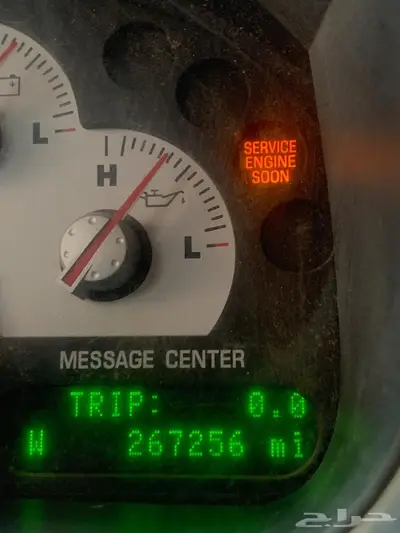 L
H
L
SERVICE
ENGINE
SOON
MESSAGE CENTER
TRIP: 0.0
W 267256 mi
حراج